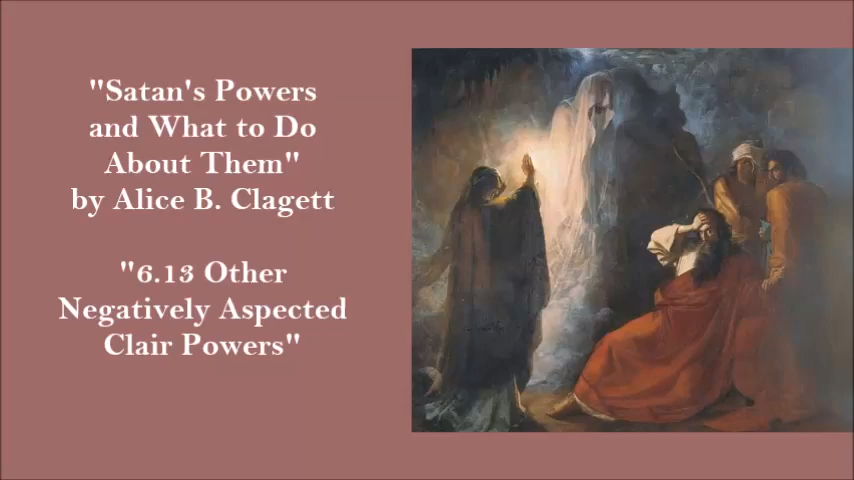 "Satan's Powers
and What to Do
About Them"
by Alice B. Clagett
"6.13 Other
Negatively Aspected
Clair Powers"